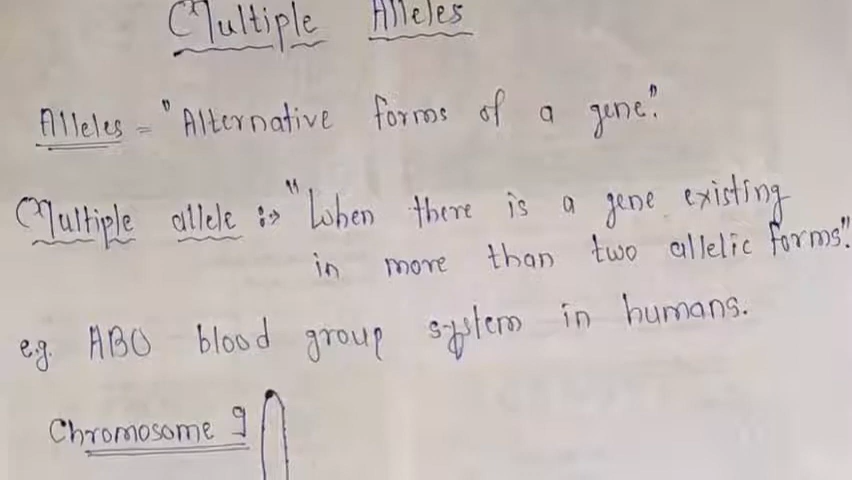 Multiple Alleles
Alleles = "Alternative forms of a gene".
Multiple allele :→ "When there is a gene existing
in more than two allelic forms".
e.g. ABO blood group system in humans.
Chromosome 9